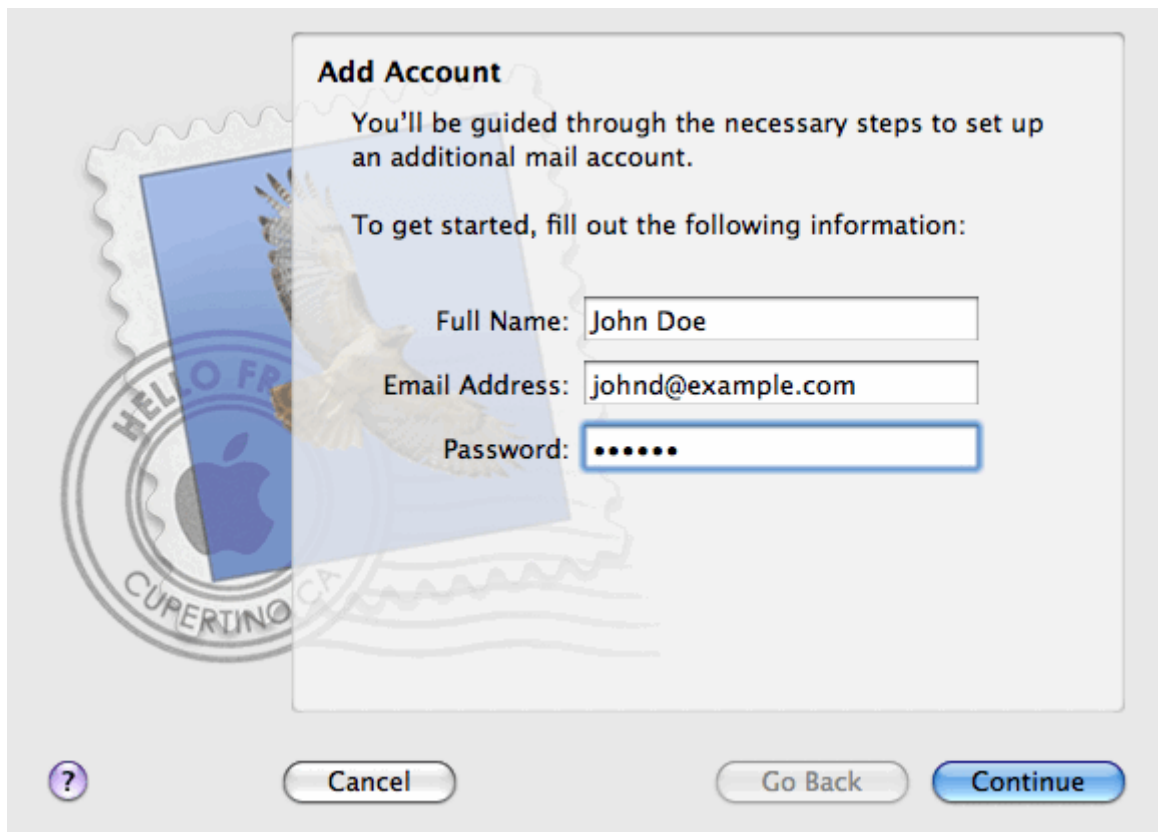 Add Account
You'll be guided through the necessary steps to set up
an additional mail account.
To get started, fill out the following information:
Full Name: John Doe
Email Address: johnd@example.com
Password: ••••••
HELLO FR
CUPERTINO CA
? Cancel Go Back Continue